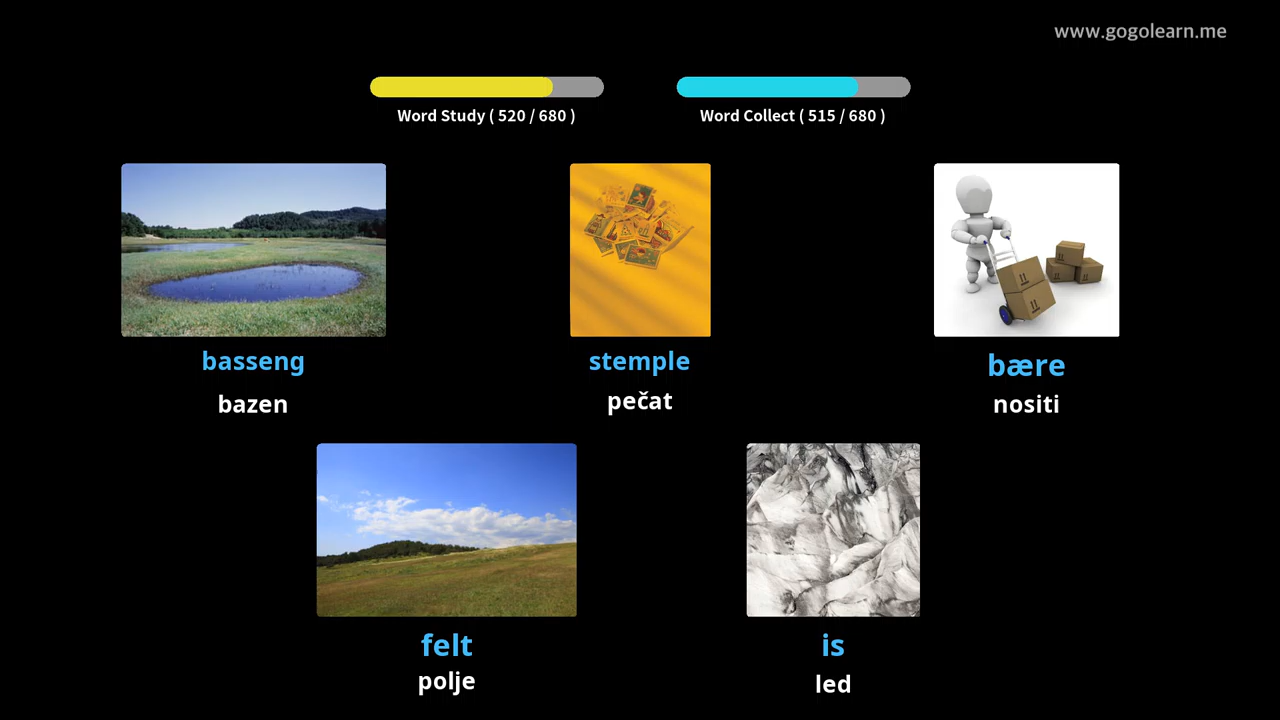 www.gogolearn.me
Word Study ( 520 / 680 )
Word Collect ( 515 / 680 )
basseng
bazen
stemple
pečat
bære
nositi
felt
polje
is
led